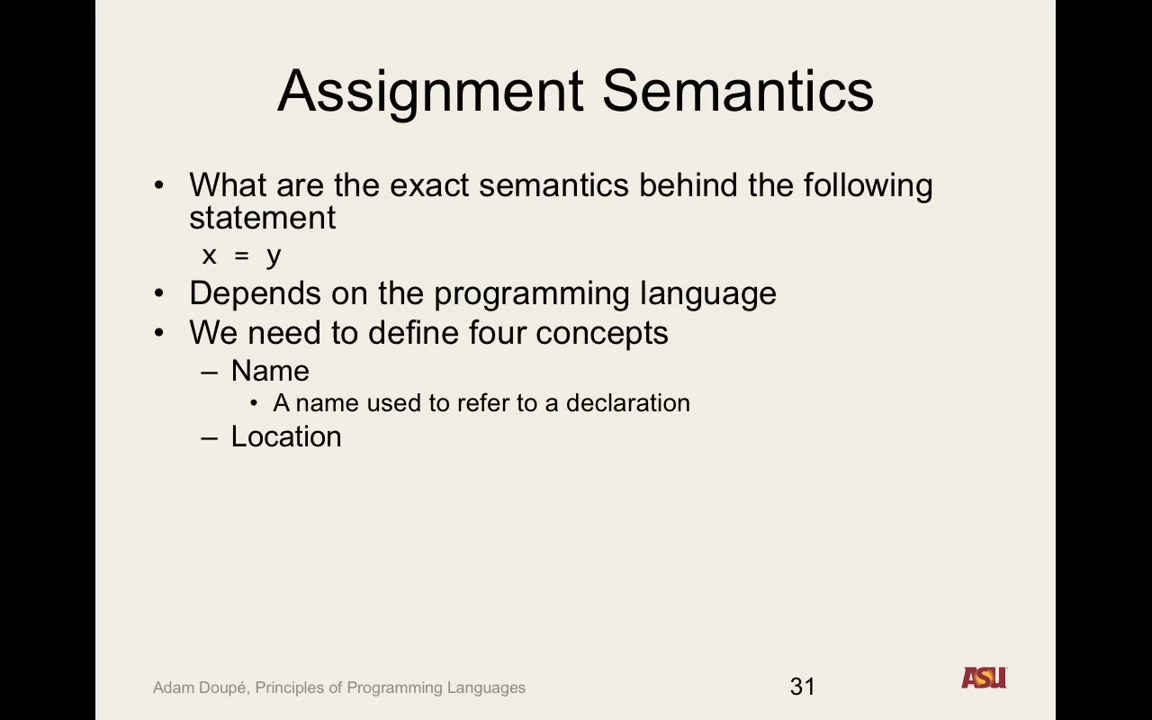 Assignment Semantics
• What are the exact semantics behind the following
statement
x = y
• Depends on the programming language
• We need to define four concepts
– Name
• A name used to refer to a declaration
– Location
Adam Doupé, Principles of Programming Languages
31
ASU